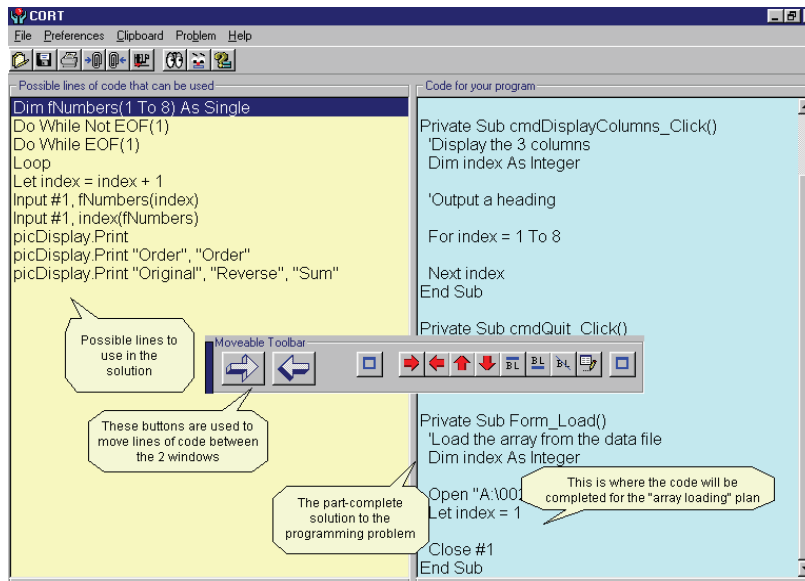 CORT
File Preferences Clipboard Problem Help
Possible lines of code that can be used
Dim fNumbers(1 To 8) As Single
Do While Not EOF(1)
Do While EOF(1)
Loop
Let index = index + 1
Input #1, fNumbers(index)
Input #1, index(fNumbers)
picDisplay.Print
picDisplay.Print "Order", "Order"
picDisplay.Print "Original", "Reverse", "Sum"
Possible lines to
use in the
solution
Code for your program
Private Sub cmdDisplayColumns_Click()
'Display the 3 columns
Dim index As Integer
'Output a heading
For index = 1 To 8
Next index
End Sub
Private Sub cmdQuit_Click()
Moveable Toolbar
BL
BL
BL
These buttons are used to
move lines of code between
the 2 windows
Private Sub Form_Load()
'Load the array from the data file
Dim index As Integer
Open
Let index = 1
Close #1
End Sub
The part-complete
solution to the
programming problem
This is where the code will be
completed for the "array loading" plan